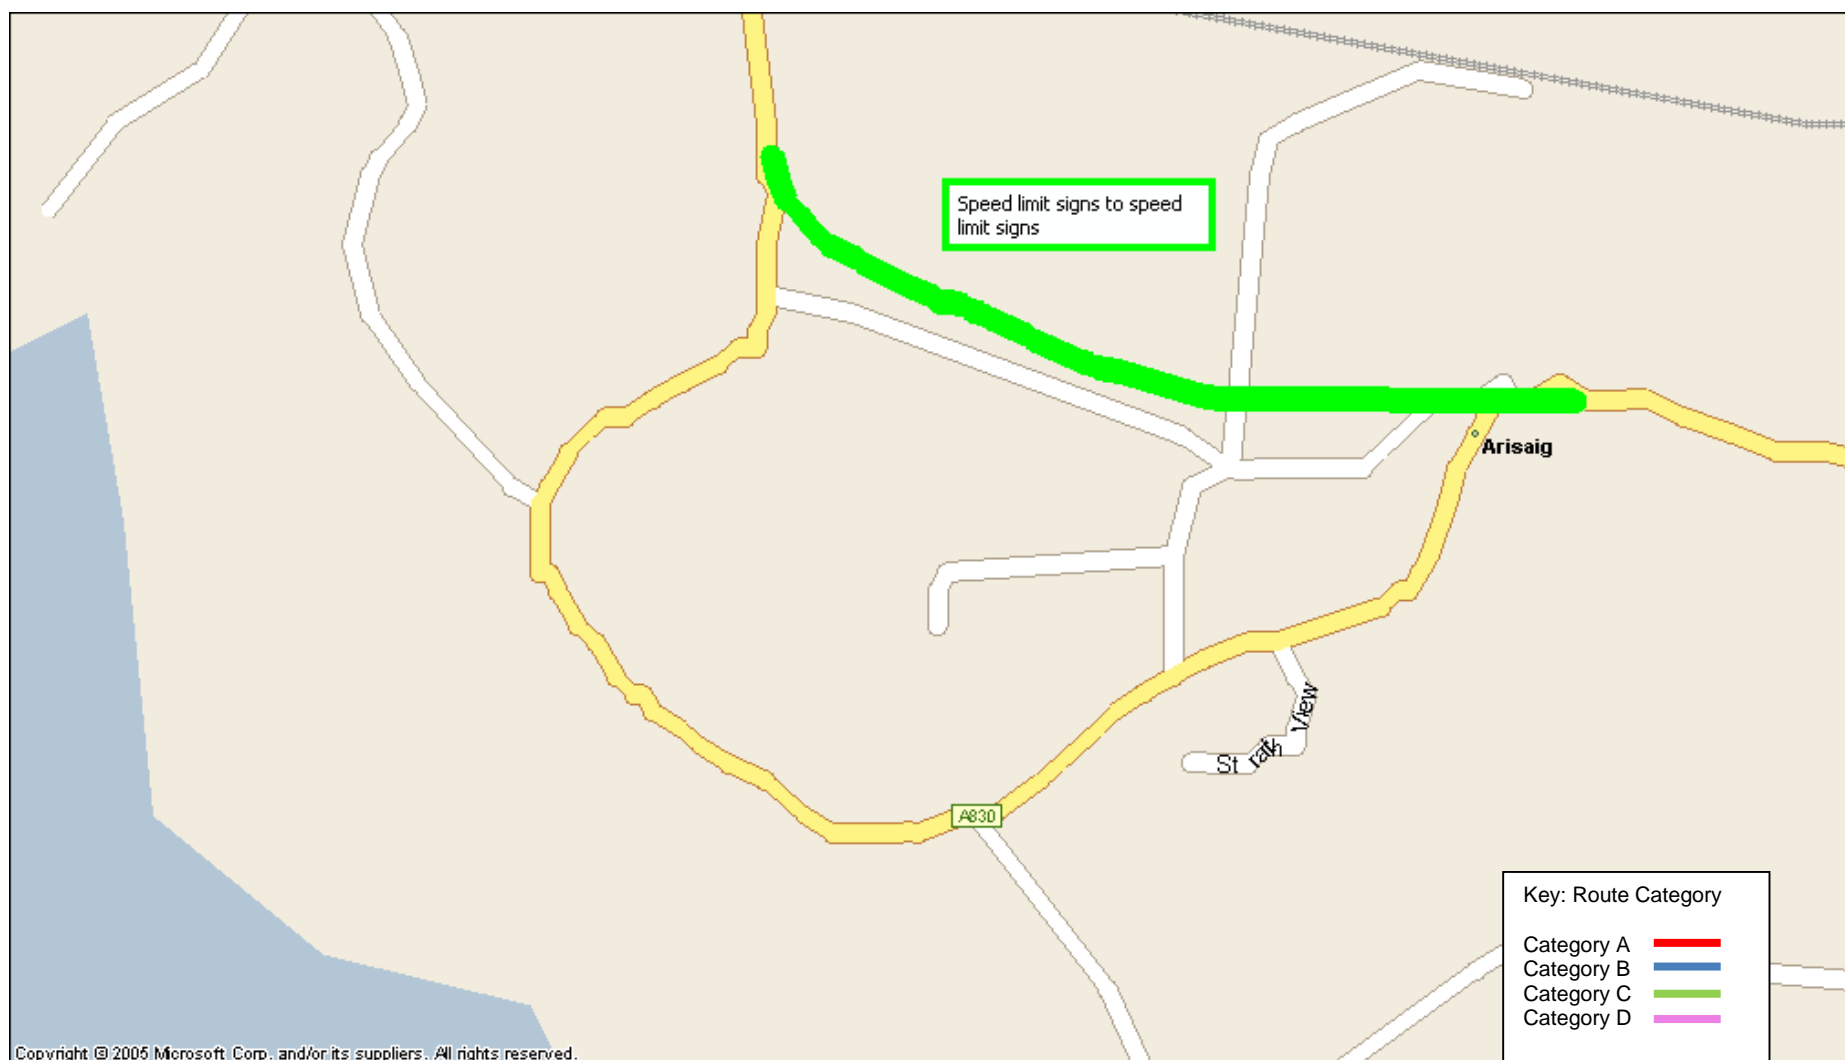 Speed limit signs to speed
limit signs
Arisaig
Strath View
A830
Key: Route Category
Category A
Category B
Category C
Category D
Copyright © 2005 Microsoft Corp. and/or its suppliers. All rights reserved.